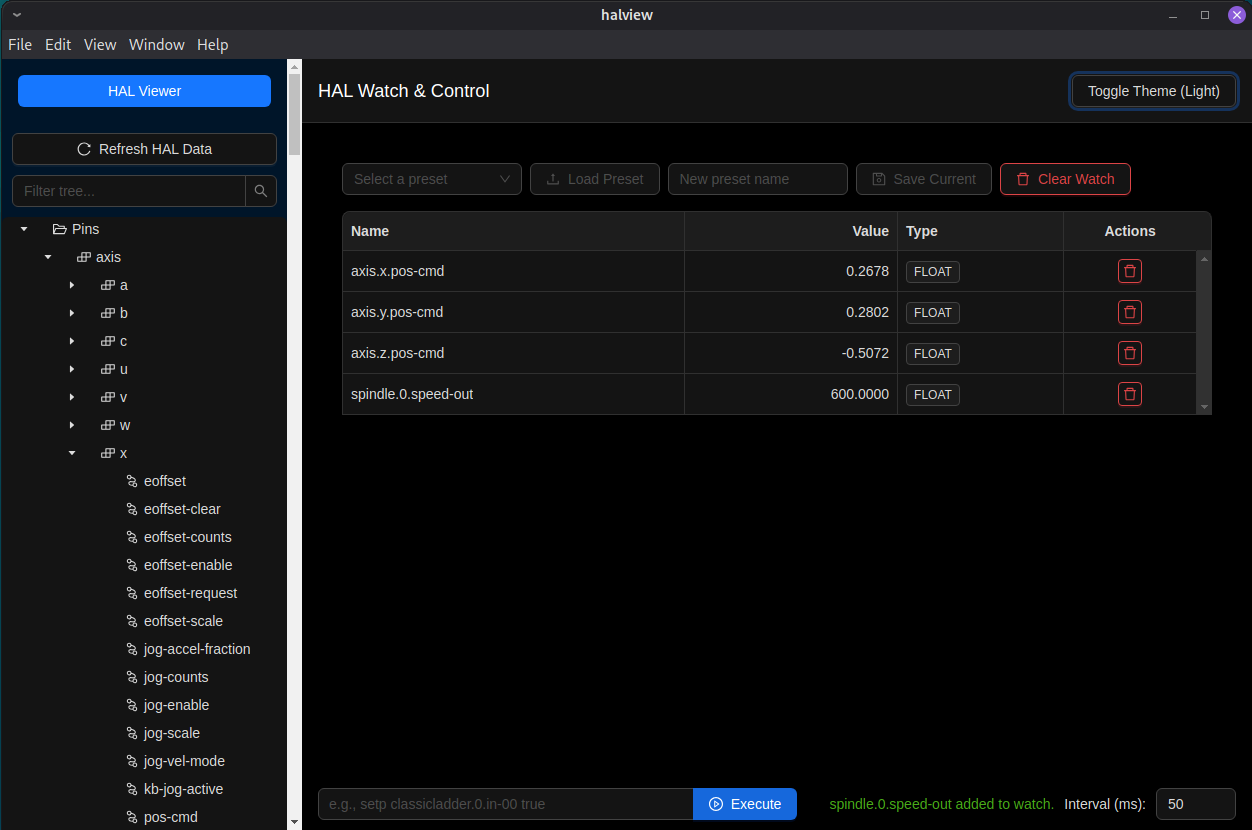 halview
File Edit View Window Help
HAL Viewer
Refresh HAL Data
Filter tree...
Pins
axis
a
b
c
u
v
w
x
eoffset
eoffset-clear
eoffset-counts
eoffset-enable
eoffset-request
eoffset-scale
jog-accel-fraction
jog-counts
jog-enable
jog-scale
jog-vel-mode
kb-jog-active
pos-cmd
HAL Watch & Control
Toggle Theme (Light)
Select a preset
Load Preset
New preset name
Save Current
Clear Watch
Name Value Type Actions
axis.x.pos-cmd 0.2678 FLOAT
axis.y.pos-cmd 0.2802 FLOAT
axis.z.pos-cmd -0.5072 FLOAT
spindle.0.speed-out 600.0000 FLOAT
e.g., setp classicladder.0.in-00 true
Execute
spindle.0.speed-out added to watch.
Interval (ms): 50